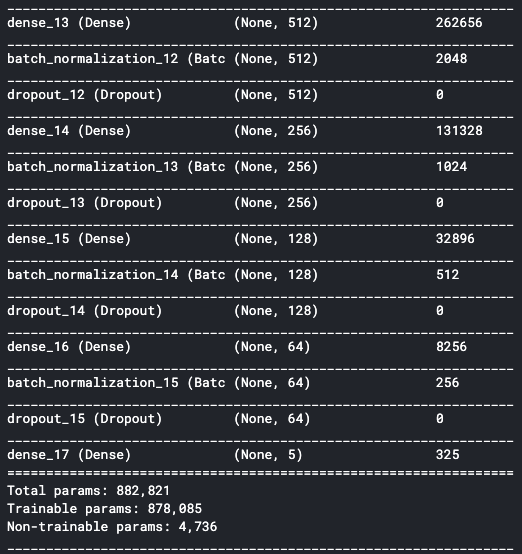 _________________________________________________________________
dense_13 (Dense)             (None, 512)               262656
_________________________________________________________________
batch_normalization_12 (Batc (None, 512)               2048
_________________________________________________________________
dropout_12 (Dropout)         (None, 512)               0
_________________________________________________________________
dense_14 (Dense)             (None, 256)               131328
_________________________________________________________________
batch_normalization_13 (Batc (None, 256)               1024
_________________________________________________________________
dropout_13 (Dropout)         (None, 256)               0
_________________________________________________________________
dense_15 (Dense)             (None, 128)               32896
_________________________________________________________________
batch_normalization_14 (Batc (None, 128)               512
_________________________________________________________________
dropout_14 (Dropout)         (None, 128)               0
_________________________________________________________________
dense_16 (Dense)             (None, 64)                8256
_________________________________________________________________
batch_normalization_15 (Batc (None, 64)                256
_________________________________________________________________
dropout_15 (Dropout)         (None, 64)                0
_________________________________________________________________
dense_17 (Dense)             (None, 5)                 325
=================================================================
Total params: 882,821
Trainable params: 878,085
Non-trainable params: 4,736
_________________________________________________________________